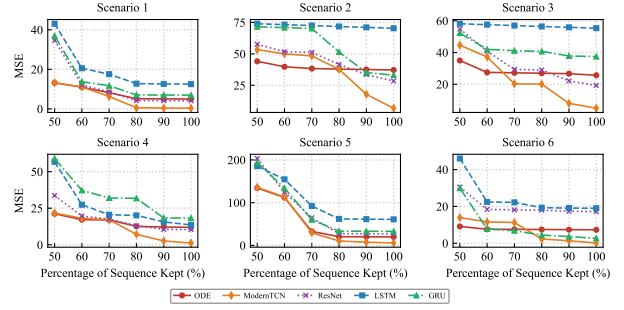 Scenario 1 Scenario 2 Scenario 3
MSE
40
20
0
75
50
25
60
40
20
50 60 70 80 90 100 50 60 70 80 90 100 50 60 70 80 90 100
Scenario 4 Scenario 5 Scenario 6
MSE
50
25
0
200
100
0
40
20
0
50 60 70 80 90 100 50 60 70 80 90 100 50 60 70 80 90 100
Percentage of Sequence Kept (%) Percentage of Sequence Kept (%) Percentage of Sequence Kept (%)
ODE ModernTCN ResNet LSTM GRU